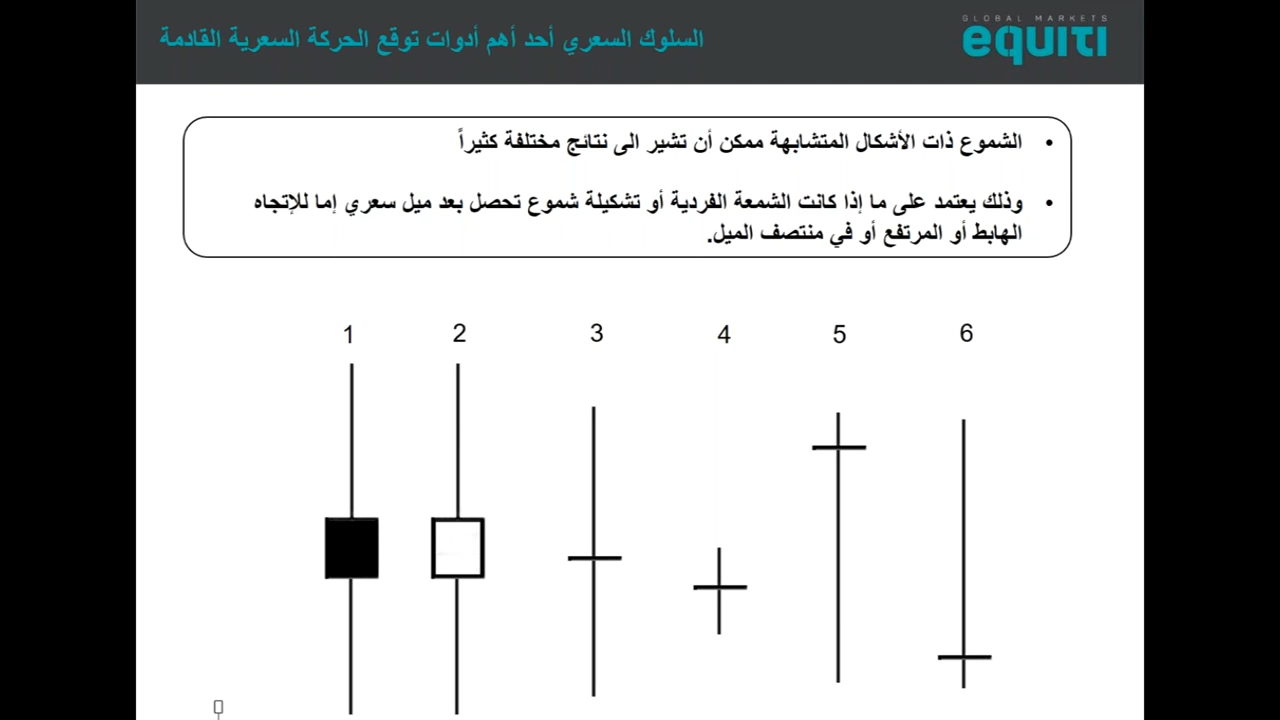 السلوك السعري أحد أهم أدوات توقع الحركة السعرية القادمة
GLOBAL MARKETS
equiti
• الشموع ذات الأشكال المتشابهة ممكن أن تشير الى نتائج مختلفة كثيراً
• وذلك يعتمد على ما إذا كانت الشمعة الفردية أو تشكيلة شموع تحصل بعد ميل سعري إما للإتجاه
الهابط أو المرتفع أو في منتصف الميل.
1 2 3 4 5 6